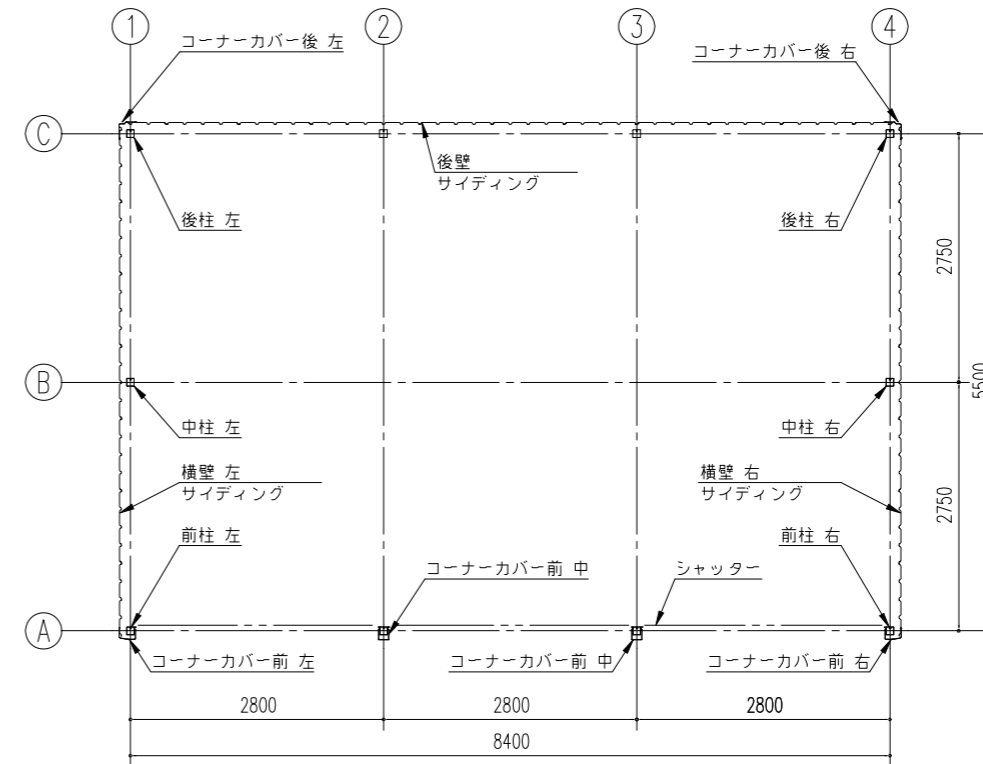 1
2
3
4
コーナーカバー後 左
コーナーカバー後 右
C
後壁
サイディング
後柱 左
後柱 右
2750
B
5500
中柱 左
中柱 右
横壁 左
サイディング
横壁 右
サイディング
2750
前柱 左
前柱 右
コーナーカバー前 中
シャッター
A
コーナーカバー前 左
コーナーカバー前 中
コーナーカバー前 右
2800
2800
2800
8400